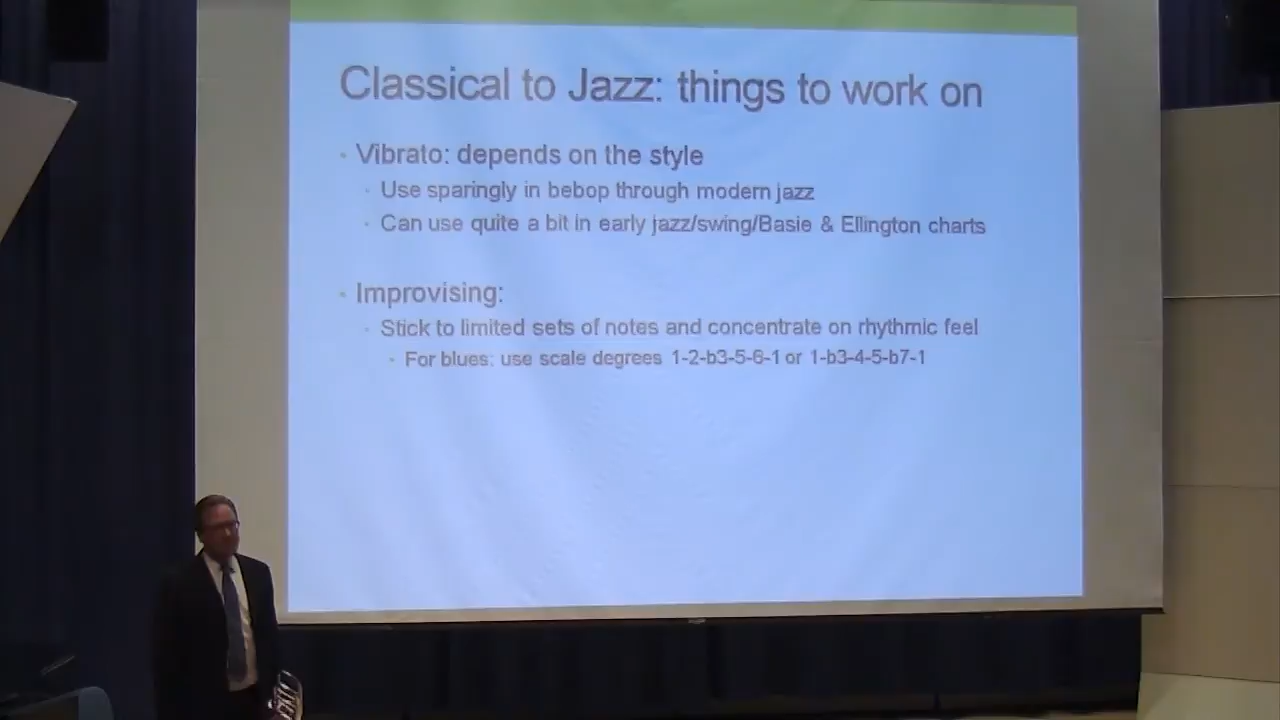 Classical to Jazz: things to work on
Vibrato: depends on the style
Use sparingly in bebop through modern jazz
Can use quite a bit in early jazz/swing/Basie & Ellington charts
Improvising:
Stick to limited sets of notes and concentrate on rhythmic feel
For blues: use scale degrees 1-2-b3-5-6-1 or 1-b3-4-5-b7-1